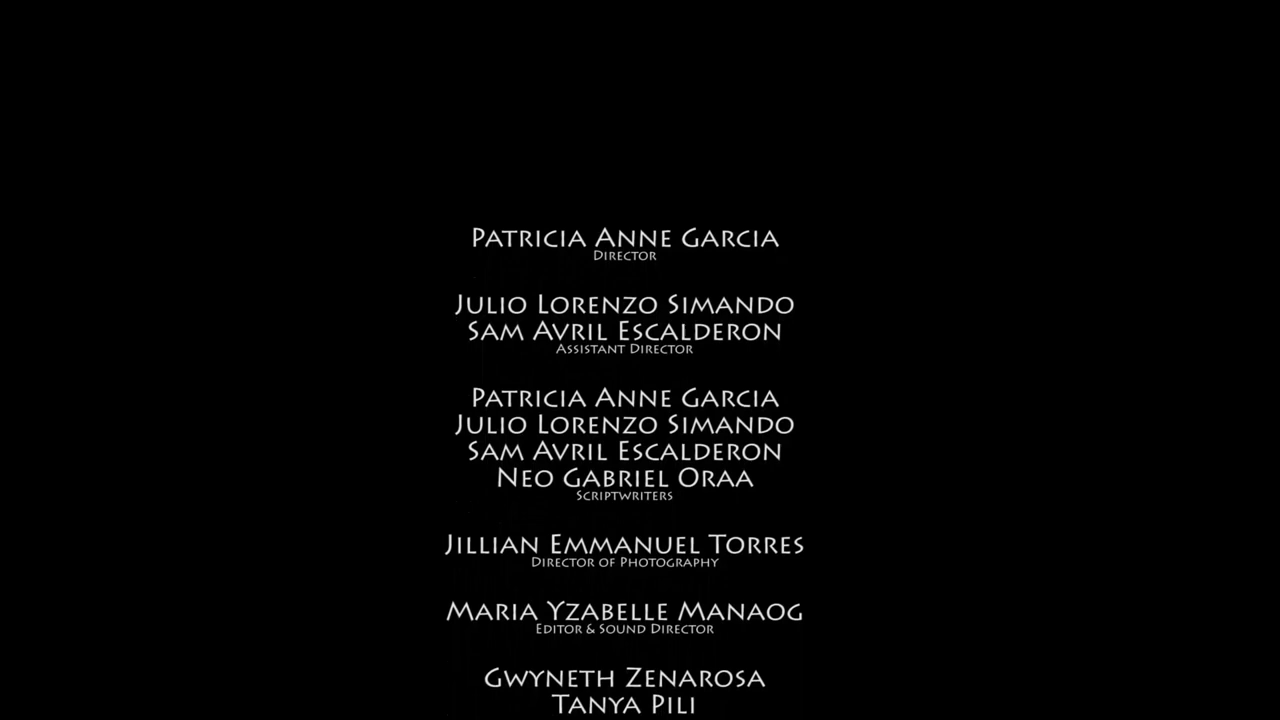 Patricia Anne Garcia
Director
Julio Lorenzo Simando
Sam Avril Escalderon
Assistant Director
Patricia Anne Garcia
Julio Lorenzo Simando
Sam Avril Escalderon
Neo Gabriel Oraa
Scriptwriters
Jillian Emmanuel Torres
Director of Photography
Maria Yzabelle Manaog
Editor & Sound Director
Gwyneth Zenarosa
Tanya Pili